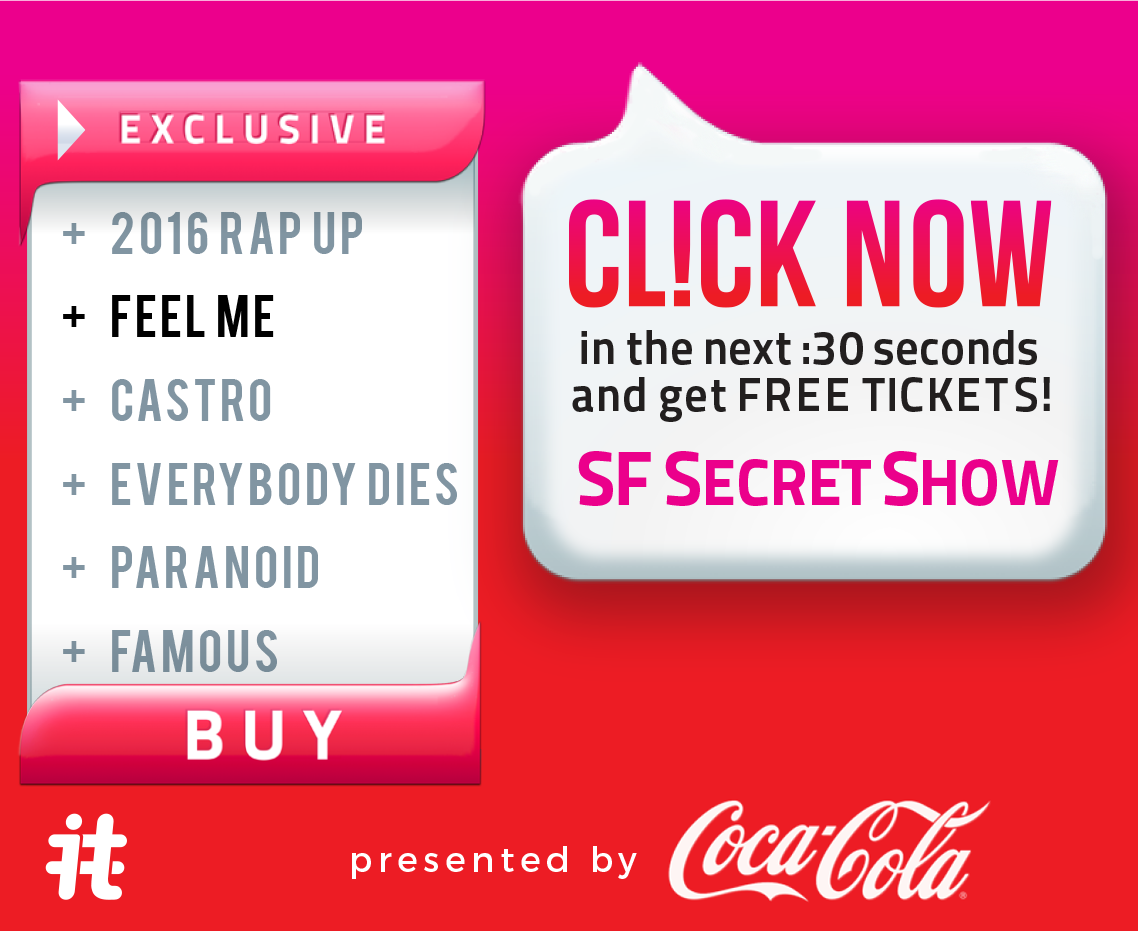 EXCLUSIVE
+ 2016 RAP UP
+ FEEL ME
+ CASTRO
+ EVERYBODY DIES
+ PARANOID
+ FAMOUS
BUY
CL!CK NOW
in the next :30 seconds
and get FREE TICKETS!
SF SECRET SHOW
it
presented by Coca-Cola®